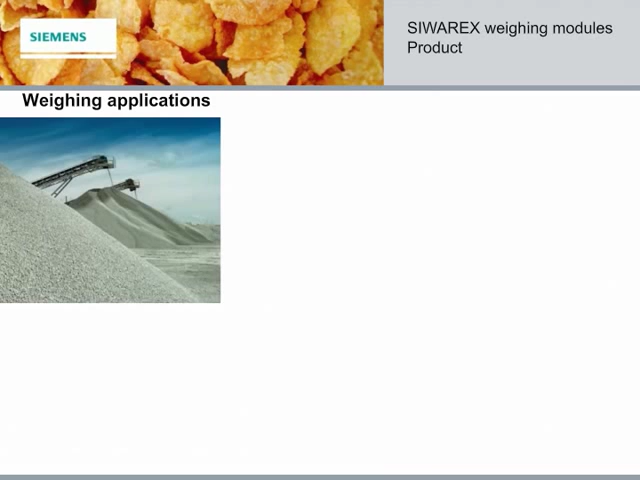 SIEMENS
SIWAREX weighing modules
Product
Weighing applications